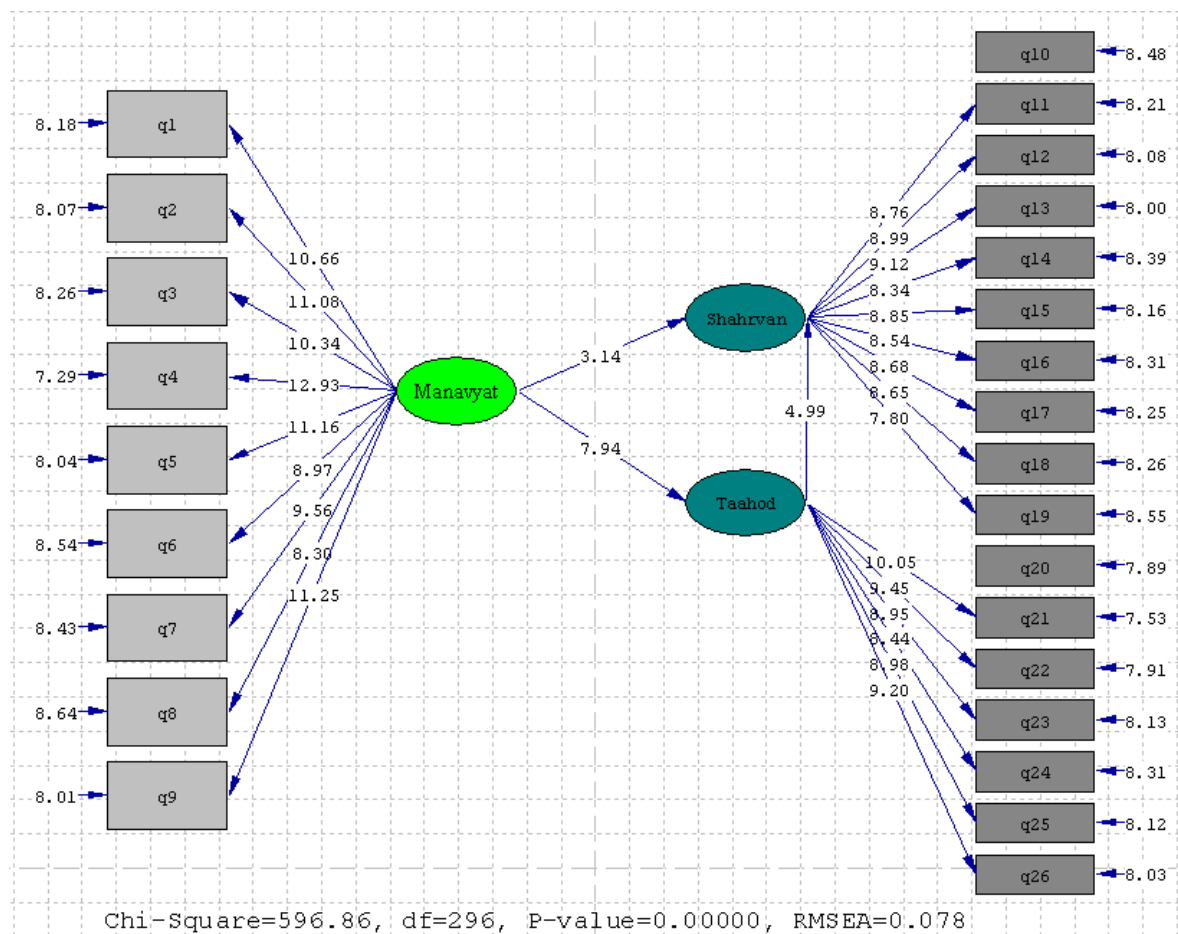 8.18 q1
8.07 q2
8.26 q3
7.29 q4
8.04 q5
8.54 q6
8.43 q7
8.64 q8
8.01 q9
10.66
11.08
10.34
12.93
11.16
8.97
9.56
8.30
11.25
Manavyat
3.14
7.94
Shahrvan
4.99
Taahod
8.76
8.99
9.12
8.34
8.85
8.54
8.68
8.65
7.80
10.05
9.45
8.95
8.44
8.98
9.20
q10 8.48
q11 8.21
q12 8.08
q13 8.00
q14 8.39
q15 8.16
q16 8.31
q17 8.25
q18 8.26
q19 8.55
q20 7.89
q21 7.53
q22 7.91
q23 8.13
q24 8.31
q25 8.12
q26 8.03
Chi-Square=596.86, df=296, P-value=0.00000, RMSEA=0.078